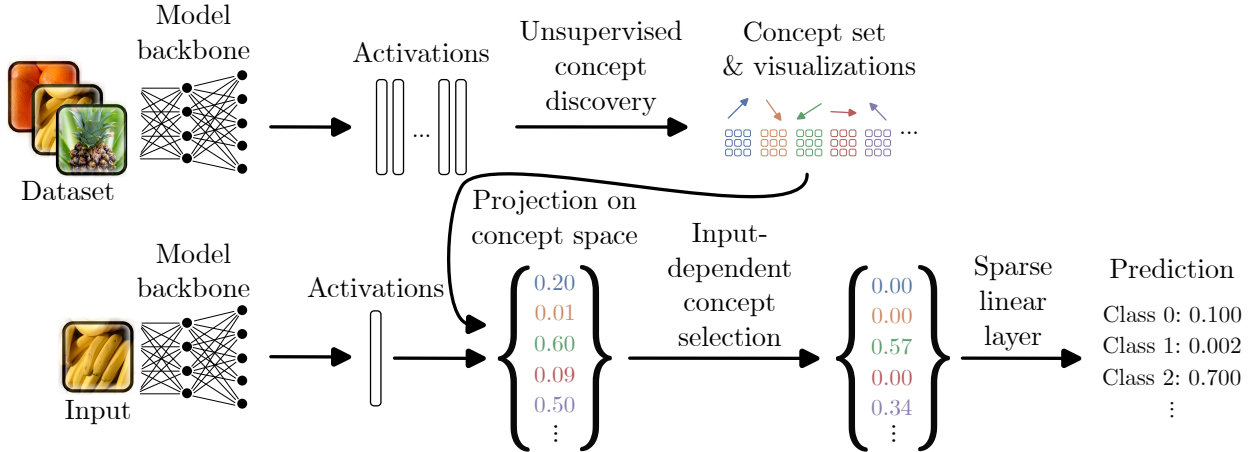 Model
backbone
Activations
Unsupervised
concept
discovery
Concept set
& visualizations
...
...
Dataset
Model
backbone
Activations
Projection on
concept space
Input-
dependent
concept
selection
Sparse
linear
layer
Prediction
0.20
0.01
0.60
0.09
0.50
⋮
0.00
0.00
0.57
0.00
0.34
⋮
Class 0: 0.100
Class 1: 0.002
Class 2: 0.700
⋮
Input